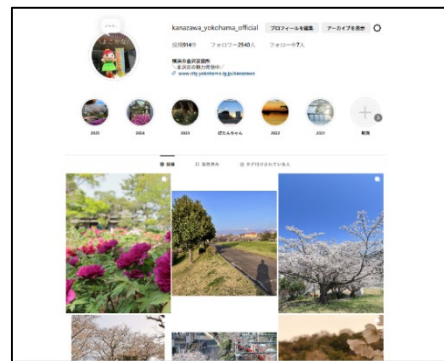 kanazawa_yokohama_official
プロフィールを編集
アーカイブを表示
投稿914件
フォロワー2543人
フォロー中7人
横浜市金沢区役所
www.city.yokohama.lg.jp/kanazawa
2025
2024
2023
ぼたんちゃん
2022
2021
新規
投稿
保存済み
タグ付けされている人